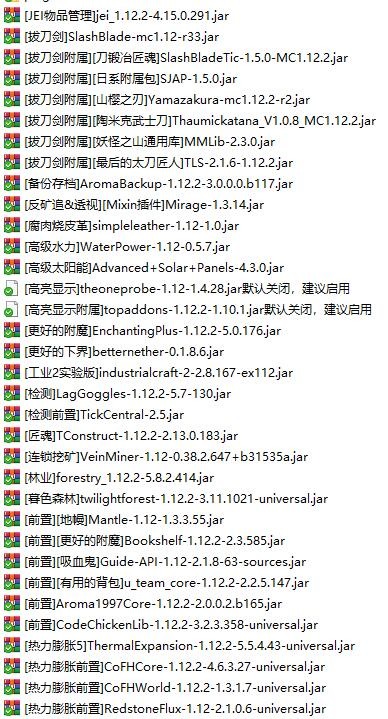 [JEI物品管理]jei_1.12.2-4.15.0.291.jar
[拔刀剑]SlashBlade-mc1.12-r33.jar
[拔刀剑附属][刀锻冶匠魂]SlashBladeTic-1.5.0-MC1.12.2.jar
[拔刀剑附属][日系附属包]SJAP-1.5.0.jar
[拔刀剑附属][山樱之刃]Yamazakura-mc1.12.2-r2.jar
[拔刀剑附属][陶米克武士刀]Thaumickatana_V1.0.8_MC1.12.2.jar
[拔刀剑附属][妖怪之山通用库]MMLib-2.3.0.jar
[拔刀剑附属][最后的太刀匠人]TLS-2.1.6-1.12.2.jar
[备份存档]AromaBackup-1.12.2-3.0.0.0.b117.jar
[反矿追&透视][Mixin插件]Mirage-1.3.14.jar
[腐肉烧皮革]simpleleather-1.12-1.0.jar
[高级水力]WaterPower-1.12-0.5.7.jar
[高级太阳能]Advanced+Solar+Panels-4.3.0.jar
[高亮显示]theoneprobe-1.12-1.4.28.jar默认关闭，建议启用
[高亮显示附属]topaddons-1.12.2-1.10.1.jar默认关闭，建议启用
[更好的附魔]EnchantingPlus-1.12.2-5.0.176.jar
[更好的下界]betternether-0.1.8.6.jar
[工业2实验版]industrialcraft-2-2.8.167-ex112.jar
[检测]LagGoggles-1.12.2-5.7-130.jar
[检测前置]TickCentral-2.5.jar
[匠魂]TConstruct-1.12.2-2.13.0.183.jar
[连锁挖矿]VeinMiner-1.12-0.38.2.647+b31535a.jar
[林业]forestry_1.12.2-5.8.2.414.jar
[暮色森林]twilightforest-1.12.2-3.11.1021-universal.jar
[前置][地幔]Mantle-1.12-1.3.3.55.jar
[前置][更好的附魔]Bookshelf-1.12.2-2.3.585.jar
[前置][吸血鬼]Guide-API-1.12-2.1.8-63-sources.jar
[前置][有用的背包]u_team_core-1.12.2-2.2.5.147.jar
[前置]Aroma1997Core-1.12.2-2.0.0.2.b165.jar
[前置]CodeChickenLib-1.12.2-3.2.3.358-universal.jar
[热力膨胀5]ThermalExpansion-1.12.2-5.5.4.43-universal.jar
[热力膨胀前置]CoFHCore-1.12.2-4.6.3.27-universal.jar
[热力膨胀前置]CoFHWorld-1.12.2-1.3.1.7-universal.jar
[热力膨胀前置]RedstoneFlux-1.12-2.1.0.6-universal.jar